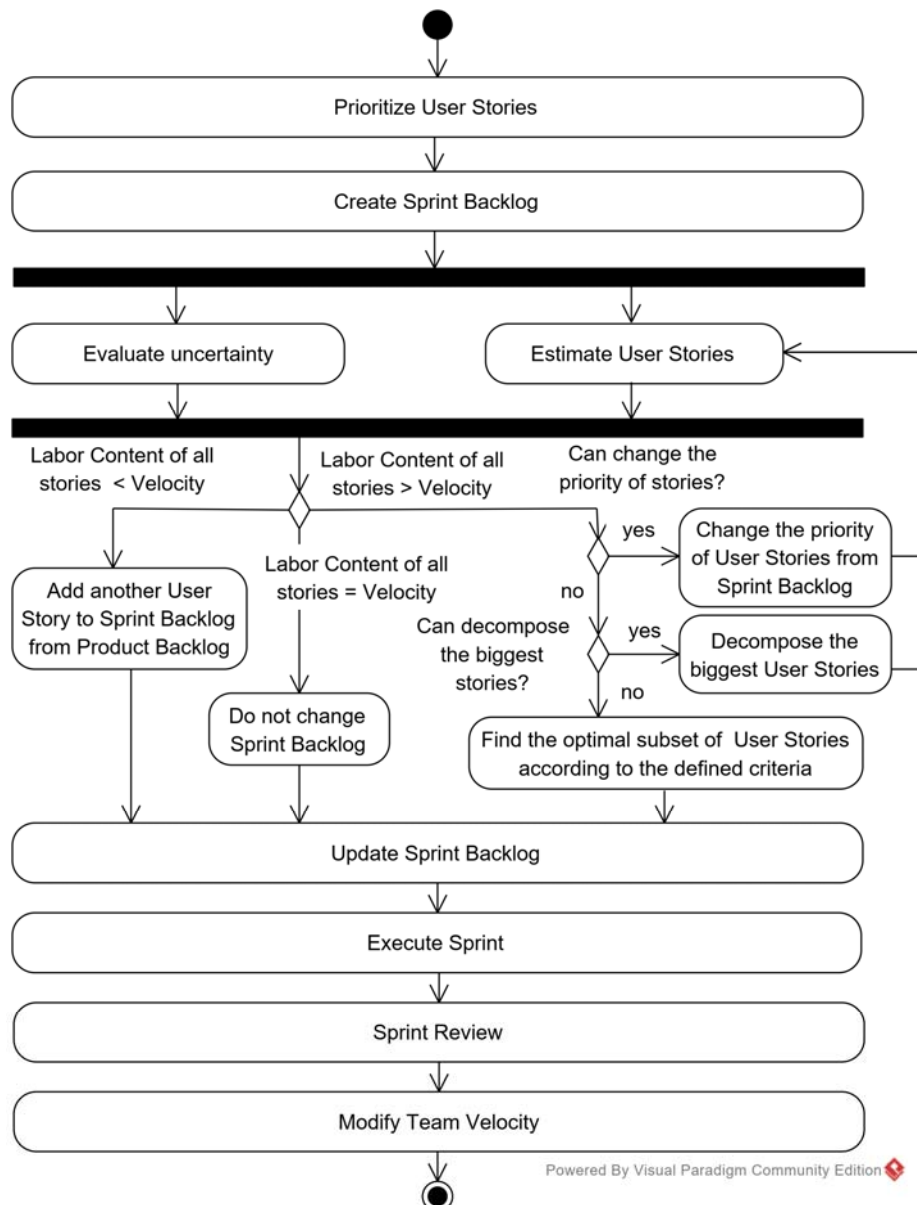 Prioritize User Stories
Create Sprint Backlog
Evaluate uncertainty
Estimate User Stories
Labor Content of all
stories < Velocity
Labor Content of all
stories > Velocity
Can change the
priority of stories?
yes
Change the priority
of User Stories from
Sprint Backlog
Add another User
Story to Sprint Backlog
from Product Backlog
Labor Content of all
stories = Velocity
no
Can decompose
the biggest
stories?
yes
Decompose the
biggest User Stories
no
Do not change
Sprint Backlog
Find the optimal subset of User Stories
according to the defined criteria
Update Sprint Backlog
Execute Sprint
Sprint Review
Modify Team Velocity
Powered By Visual Paradigm Community Edition